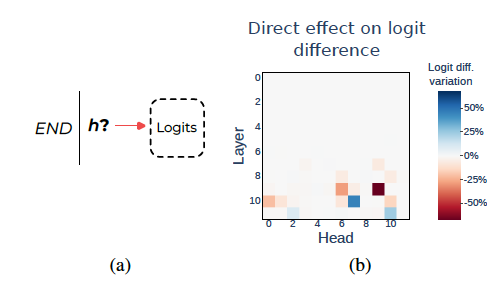 Direct effect on logit
difference
Logit diff.
variation
END
h?
Logits
Layer
0
2
4
6
8
10
0 2 4 6 8 10
Head
50%
25%
0%
-25%
-50%
(a)
(b)